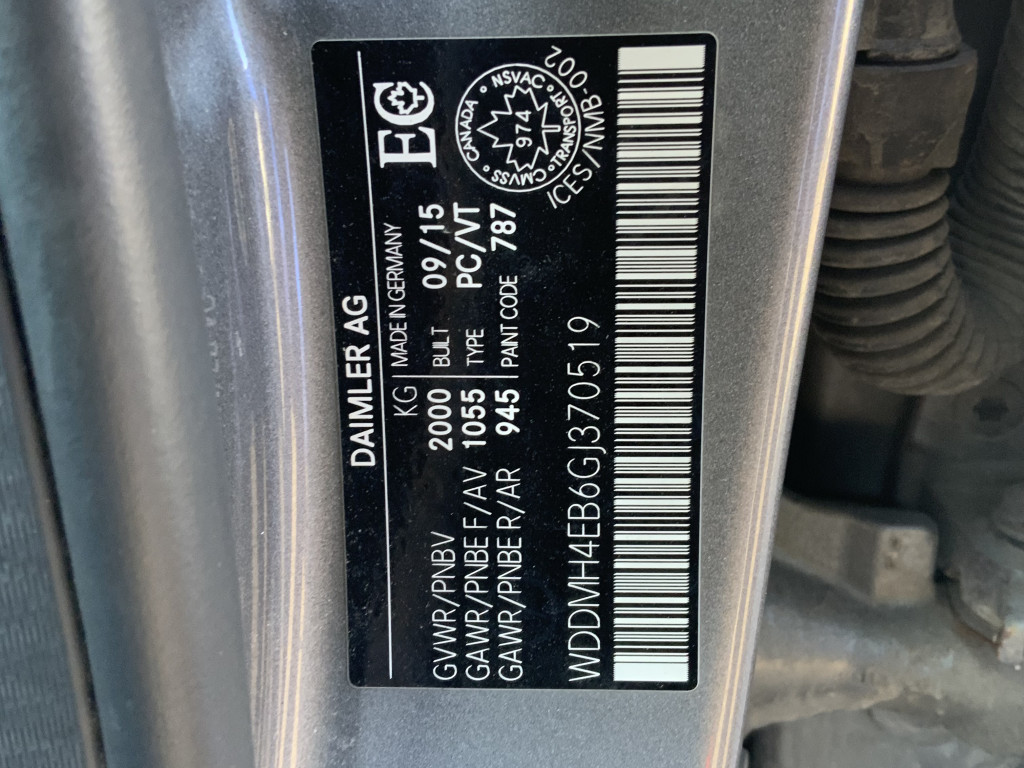 DAIMLER AG
KG MADE IN GERMANY
GVWR/PNBV 2000 BUILT 09/15
GAWR/PNBE F/AV 1055 TYPE PC/VT
GAWR/PNBE R/AR 945 PAINT CODE 787
EC
CANADA • NSVAC • TRANSPORT • CMVSS •
974
ICES/NMB-002
WDDMH4EB6GJ370519